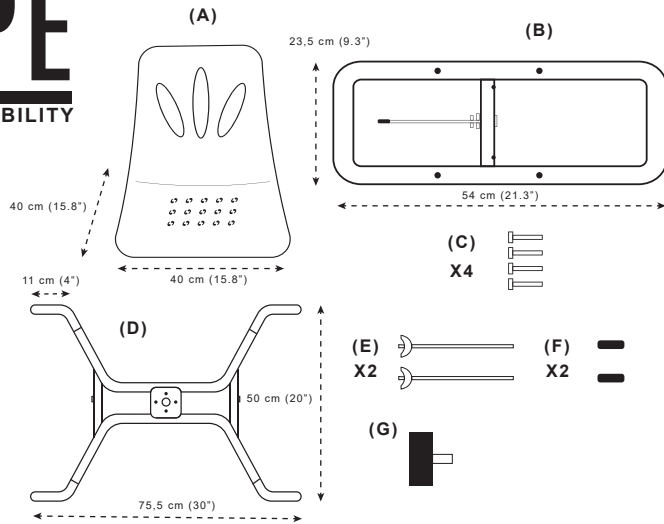 PE
BILITY
(A)
(B)
23,5 cm (9.3")
54 cm (21.3")
40 cm (15.8")
40 cm (15.8")
(C)
X4
11 cm (4")
(D)
50 cm (20")
75,5 cm (30")
(E)
X2
(F)
X2
(G)